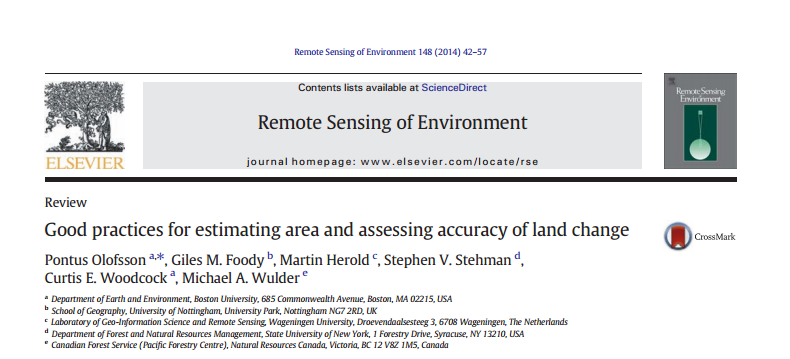 Remote Sensing of Environment 148 (2014) 42–57
Contents lists available at ScienceDirect
Remote Sensing of Environment
journal homepage: www.elsevier.com/locate/rse
ELSEVIER
Remote Sensing
Environment
Review
Good practices for estimating area and assessing accuracy of land change
CrossMark
Pontus Olofsson a,*, Giles M. Foody b, Martin Herold c, Stephen V. Stehman d,
Curtis E. Woodcock a, Michael A. Wulder e
a Department of Earth and Environment, Boston University, 685 Commonwealth Avenue, Boston, MA 02215, USA
b School of Geography, University of Nottingham, University Park, Nottingham NG7 2RD, UK
c Laboratory of Geo-Information Science and Remote Sensing, Wageningen University, Droevendaalsesteeg 3, 6708 Wageningen, The Netherlands
d Department of Forest and Natural Resources Management, State University of New York, 1 Forestry Drive, Syracuse, NY 13210, USA
e Canadian Forest Service (Pacific Forestry Centre), Natural Resources Canada, Victoria, BC 12 V8Z 1M5, Canada